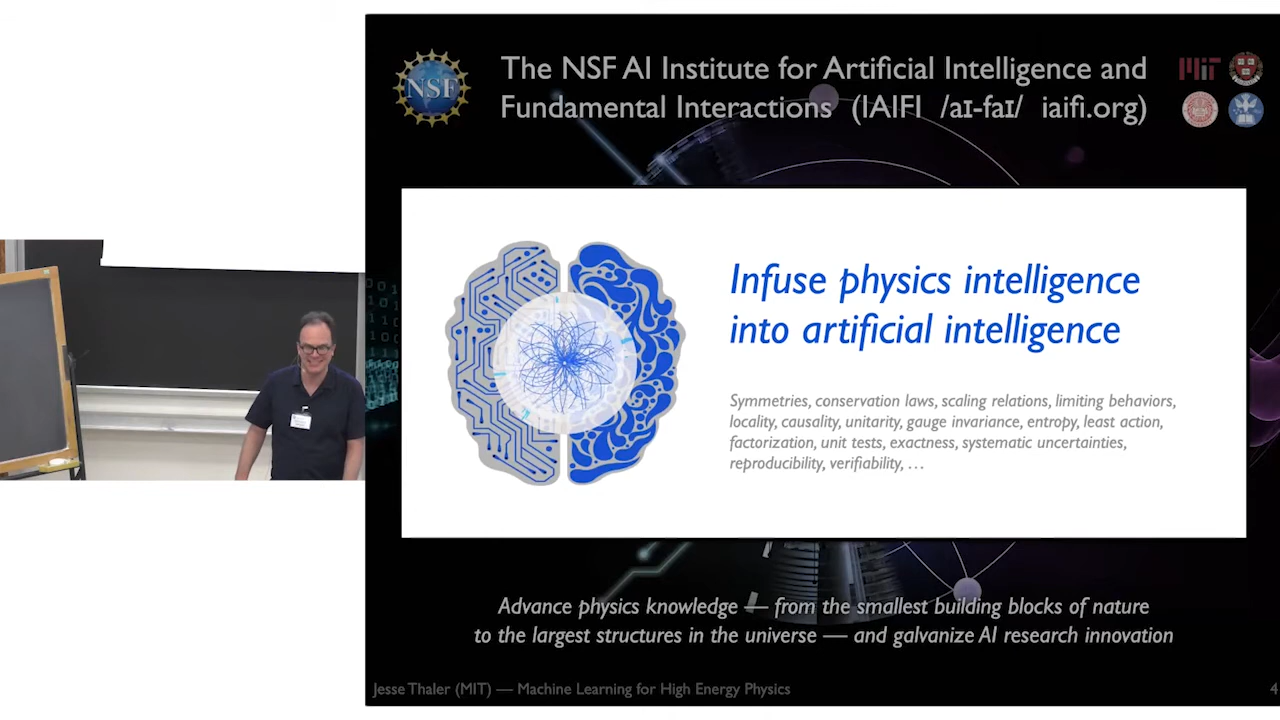 The NSF AI Institute for Artificial Intelligence and
Fundamental Interactions (IAIFI /aɪ-faɪ/ iaifi.org)
NSF
MIT
Infuse physics intelligence
into artificial intelligence
Symmetries, conservation laws, scaling relations, limiting behaviors,
locality, causality, unitarity, gauge invariance, entropy, least action,
factorization, unit tests, exactness, systematic uncertainties,
reproducibility, verifiability, …
Advance physics knowledge — from the smallest building blocks of nature
to the largest structures in the universe — and galvanize AI research innovation
Jesse Thaler (MIT) — Machine Learning for High Energy Physics
4